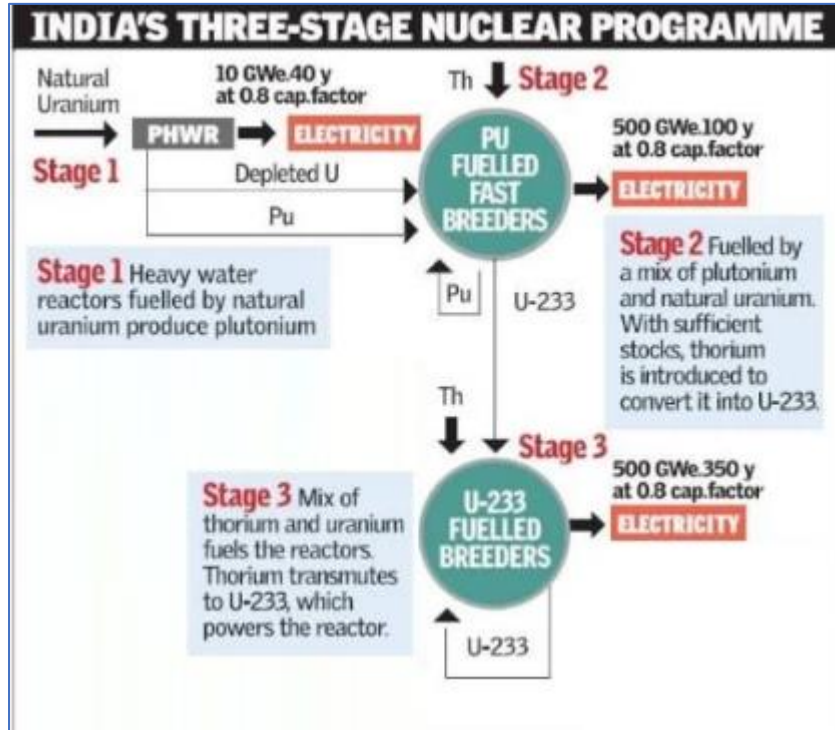 INDIA'S THREE-STAGE NUCLEAR PROGRAMME
Natural
Uranium
10 GWe.40 y
at 0.8 cap.factor
PHWR
ELECTRICITY
Stage 1
Depleted U
Pu
Th
Stage 2
PU
FUELLED
FAST
BREEDERS
500 GWe.100 y
at 0.8 cap.factor
ELECTRICITY
Stage 1 Heavy water
reactors fuelled by natural
uranium produce plutonium
Pu
U-233
Stage 2 Fuelled by
a mix of plutonium
and natural uranium.
With sufficient
stocks, thorium
is introduced to
convert it into U-233.
Th
Stage 3
U-233
FUELLED
BREEDERS
500 GWe.350 y
at 0.8 cap.factor
ELECTRICITY
Stage 3 Mix of
thorium and uranium
fuels the reactors.
Thorium transmutes
to U-233, which
powers the reactor.
U-233